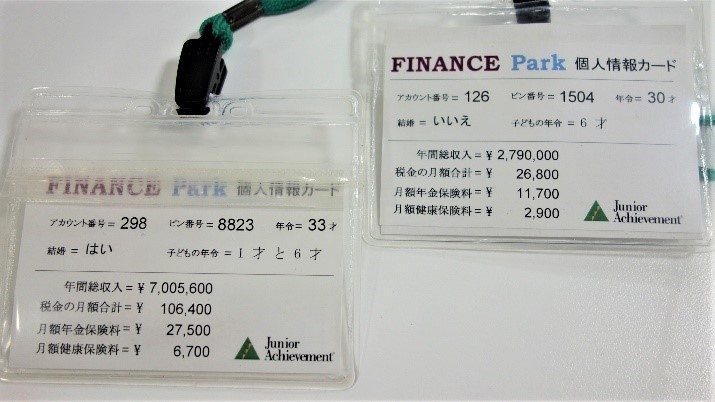 FINANCE Park 個人情報カード
アカウント番号 = 298 ピン番号 = 8823 年令 = 33才
結婚 = はい 子どもの年令 = 1 才 と 6 才
年間総収入 = ¥ 7,005,600
税金の月額合計 = ¥ 106,400
月額年金保険料 = ¥ 27,500
月額健康保険料 = ¥ 6,700
Junior
Achievement
FINANCE Park 個人情報カード
アカウント番号 = 126 ピン番号 = 1504 年令 = 30才
結婚 = いいえ 子どもの年令 = 6 才
年間総収入 = ¥ 2,790,000
税金の月額合計 = ¥ 26,800
月額年金保険料 = ¥ 11,700
月額健康保険料 = ¥ 2,900
Junior
Achievement